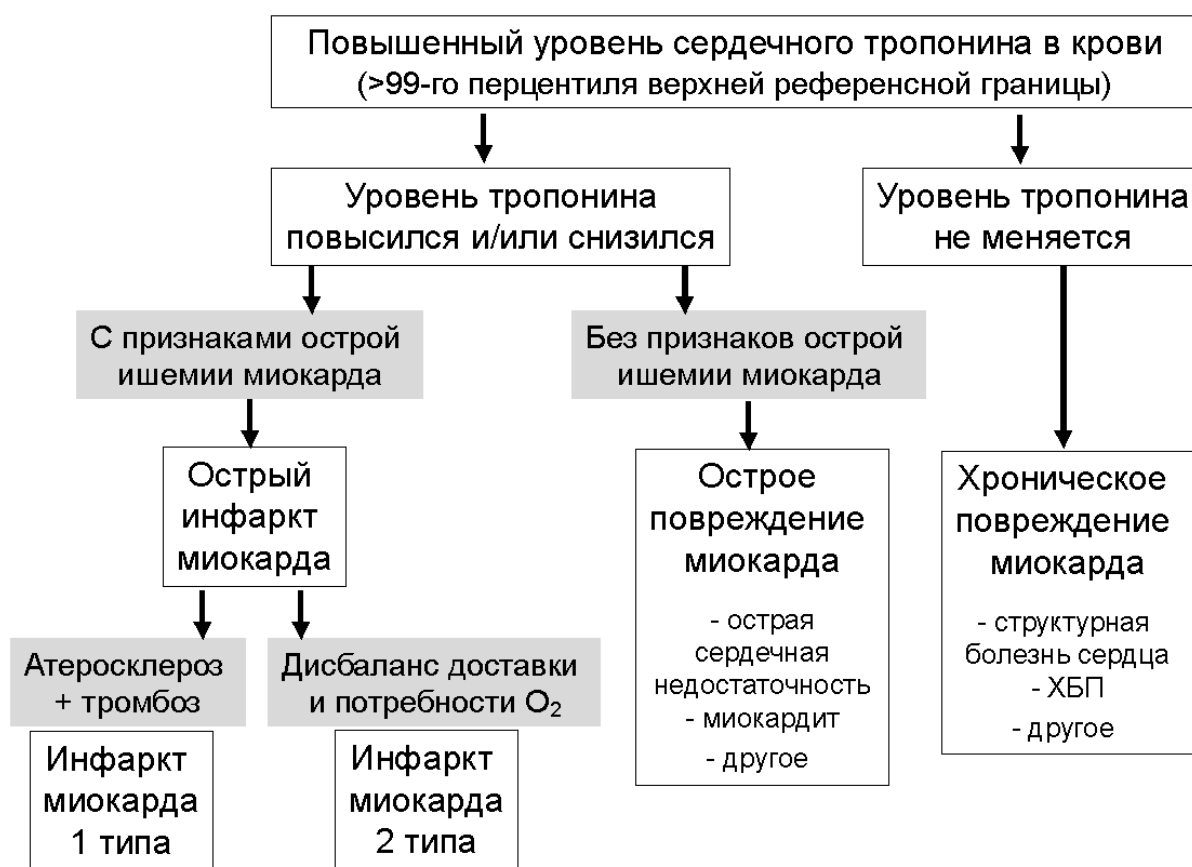 Повышенный уровень сердечного тропонина в крови
(>99-го перцентиля верхней референсной границы)
Уровень тропонина
повысился и/или снизился
Уровень тропонина
не меняется
С признаками острой
ишемии миокарда
Без признаков острой
ишемии миокарда
Острый
инфаркт
миокарда
Острое
повреждение
миокарда
- острая
сердечная
недостаточность
- миокардит
- другое
Хроническое
повреждение
миокарда
- структурная
болезнь сердца
- ХБП
- другое
Атеросклероз
+ тромбоз
Дисбаланс доставки
и потребности O₂
Инфаркт
миокарда
1 типа
Инфаркт
миокарда
2 типа